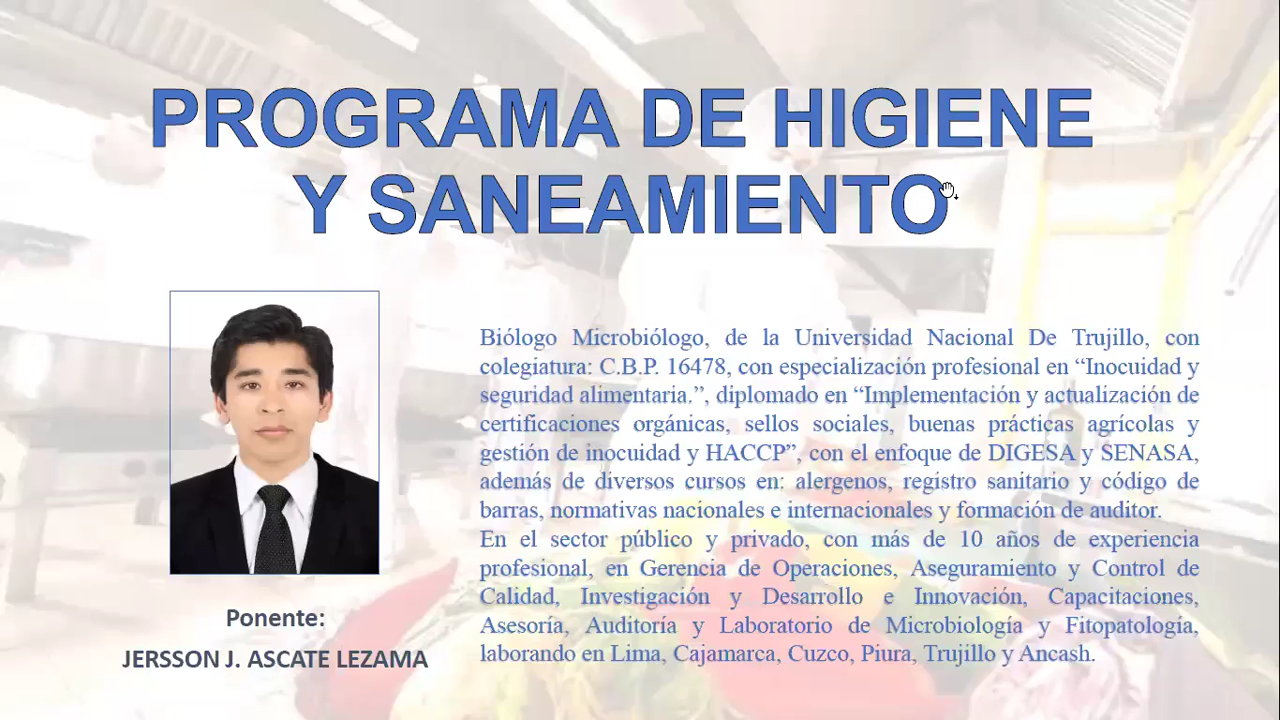 PROGRAMA DE HIGIENE
Y SANEAMIENTO
Biólogo Microbiólogo, de la Universidad Nacional De Trujillo, con
colegiatura: C.B.P. 16478, con especialización profesional en “Inocuidad y
seguridad alimentaria.”, diplomado en “Implementación y actualización de
certificaciones orgánicas, sellos sociales, buenas prácticas agrícolas y
gestión de inocuidad y HACCP”, con el enfoque de DIGESA y SENASA,
además de diversos cursos en: alergenos, registro sanitario y código de
barras, normativas nacionales e internacionales y formación de auditor.
En el sector público y privado, con más de 10 años de experiencia
profesional, en Gerencia de Operaciones, Aseguramiento y Control de
Calidad, Investigación y Desarrollo e Innovación, Capacitaciones,
Asesoría, Auditoría y Laboratorio de Microbiología y Fitopatología,
laborando en Lima, Cajamarca, Cuzco, Piura, Trujillo y Ancash.
Ponente:
JERSSON J. ASCATE LEZAMA